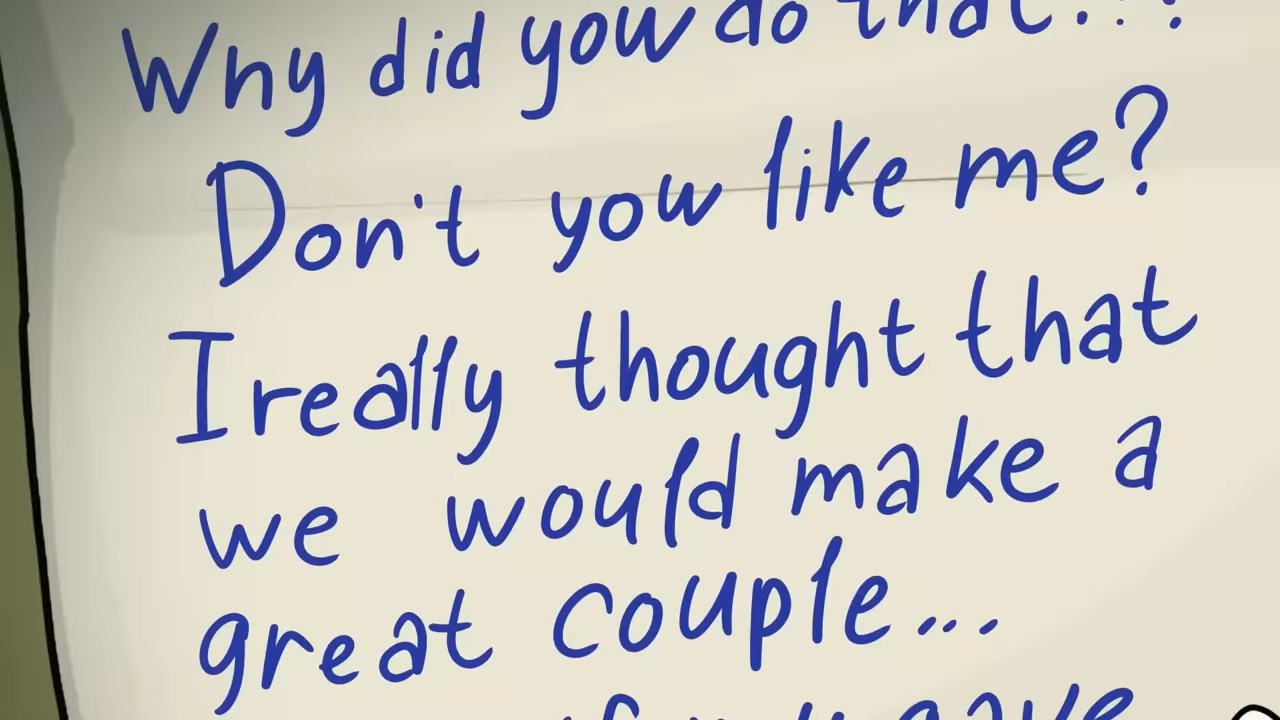 Why did you do that...?
Don't you like me?
I really thought that
we would make a
great couple...